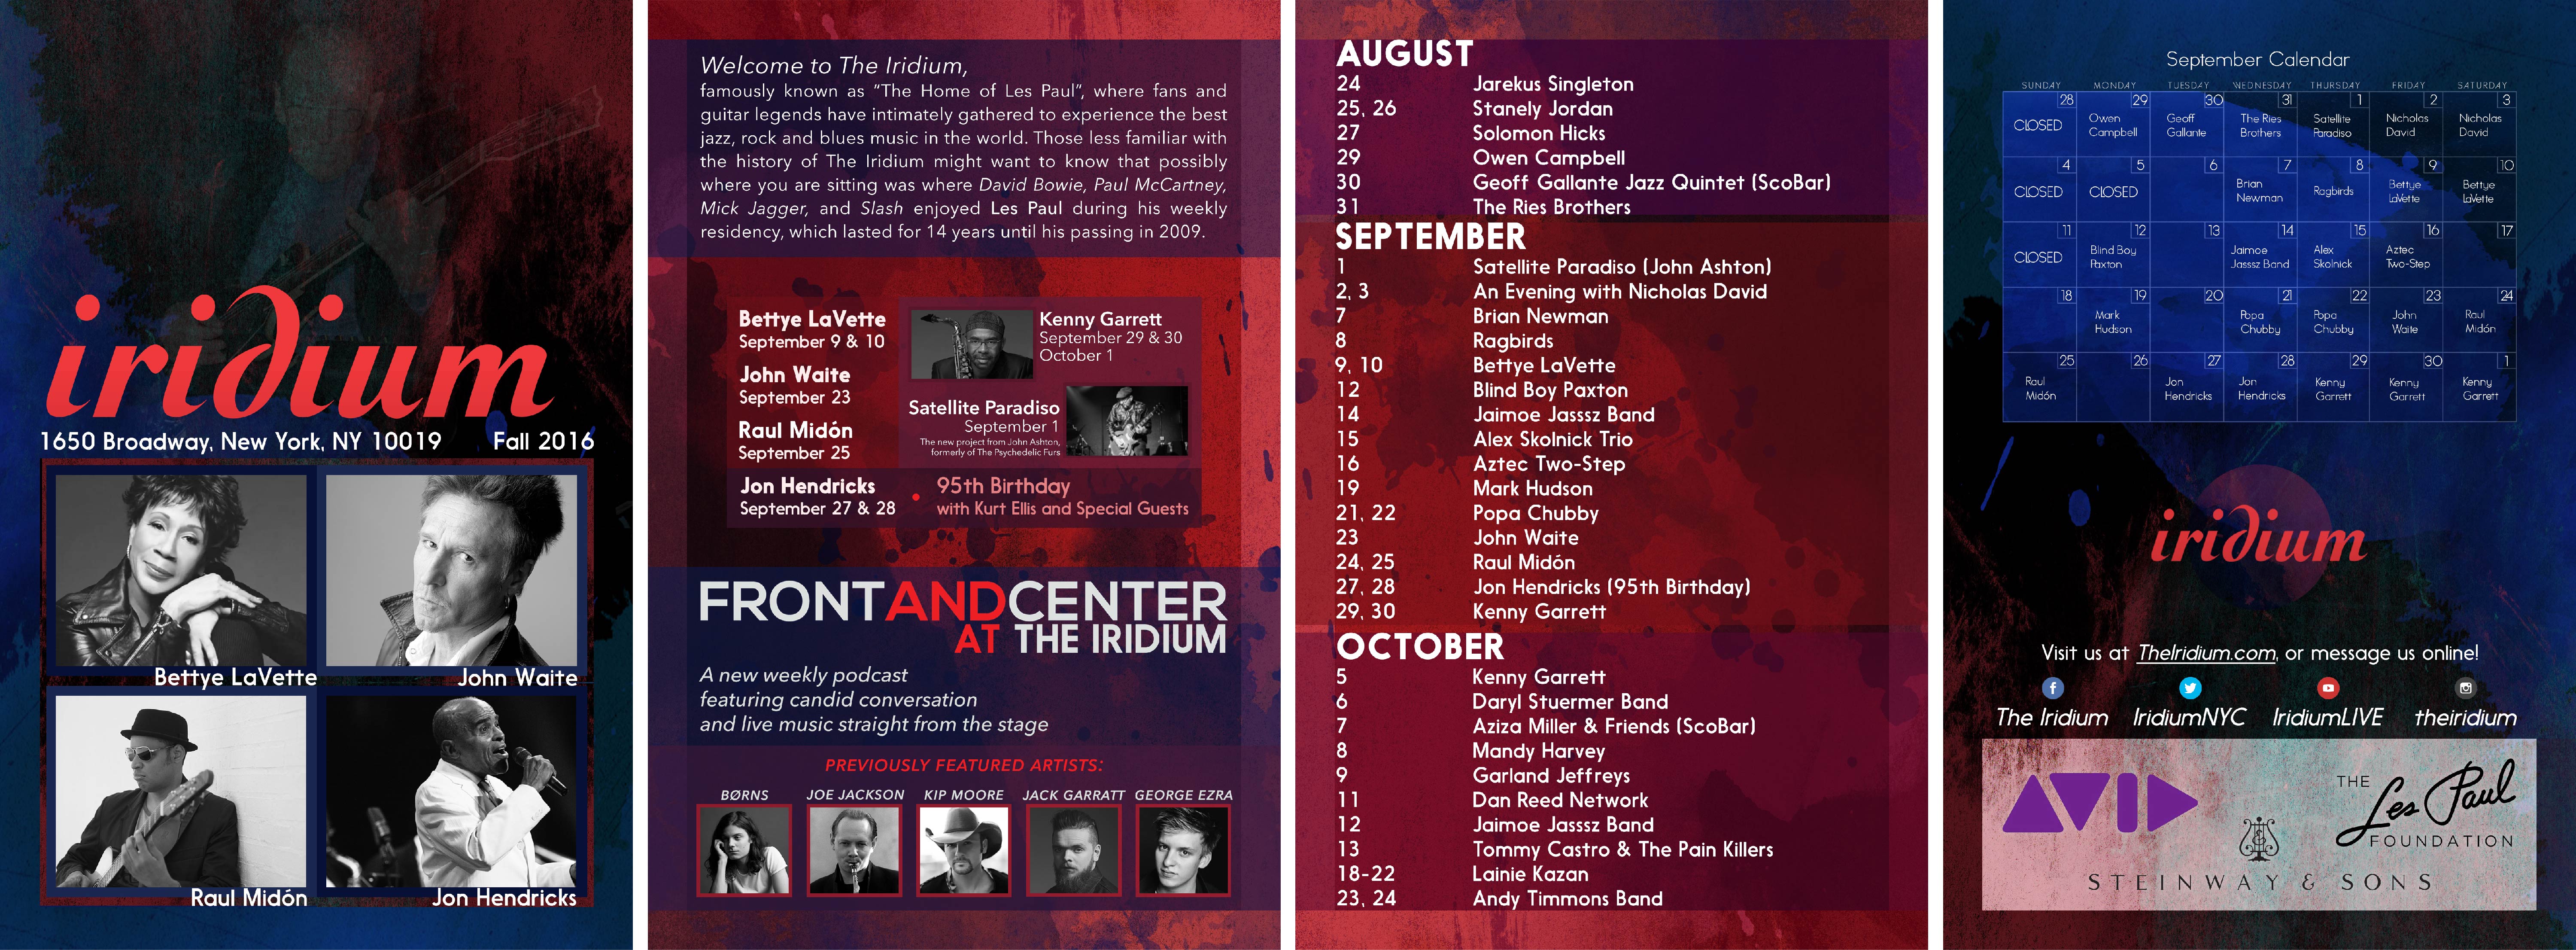 iridium
1650 Broadway, New York, NY 10019 Fall 2016
Bettye LaVette
John Waite
Raul Midón
Jon Hendricks
Welcome to The Iridium,
famously known as "The Home of Les Paul", where fans and
guitar legends have intimately gathered to experience the best
jazz, rock and blues music in the world. Those less familiar with
the history of The Iridium might want to know that possibly
where you are sitting was where David Bowie, Paul McCartney,
Mick Jagger, and Slash enjoyed Les Paul during his weekly
residency, which lasted for 14 years until his passing in 2009.
Bettye LaVette
September 9 & 10
John Waite
September 23
Raul Midón
September 25
Kenny Garrett
September 29 & 30
October 1
Satellite Paradiso
September 1
The new project from John Ashton,
formerly of The Psychedelic Furs
Jon Hendricks
September 27 & 28
• 95th Birthday
with Kurt Ellis and Special Guests
FRONTANDCENTER
AT THE IRIDIUM
A new weekly podcast
featuring candid conversation
and live music straight from the stage
PREVIOUSLY FEATURED ARTISTS:
BØRNS JOE JACKSON KIP MOORE JACK GARRATT GEORGE EZRA
AUGUST
24 Jarekus Singleton
25, 26 Stanely Jordan
27 Solomon Hicks
29 Owen Campbell
30 Geoff Gallante Jazz Quintet (ScoBar)
31 The Ries Brothers
SEPTEMBER
1 Satellite Paradiso (John Ashton)
2, 3 An Evening with Nicholas David
7 Brian Newman
8 Ragbirds
9, 10 Bettye LaVette
12 Blind Boy Paxton
14 Jaimoe Jasssz Band
15 Alex Skolnick Trio
16 Aztec Two-Step
19 Mark Hudson
21, 22 Popa Chubby
23 John Waite
24, 25 Raul Midón
27, 28 Jon Hendricks (95th Birthday)
29, 30 Kenny Garrett
OCTOBER
5 Kenny Garrett
6 Daryl Stuermer Band
7 Aziza Miller & Friends (ScoBar)
8 Mandy Harvey
9 Garland Jeffreys
11 Dan Reed Network
12 Jaimoe Jasssz Band
13 Tommy Castro & The Pain Killers
18-22 Lainie Kazan
23, 24 Andy Timmons Band
September Calendar
SUNDAY MONDAY TUESDAY WEDNESDAY THURSDAY FRIDAY SATURDAY
28 29 30 31 1 2 3
CLOSED Owen Campbell Geoff Gallante The Ries Brothers Satellite Paradiso Nicholas David Nicholas David
4 5 6 7 8 9 10
CLOSED CLOSED Brian Newman Ragbirds Bettye LaVette Bettye LaVette
11 12 13 14 15 16 17
CLOSED Blind Boy Paxton Jaimoe Jasssz Band Alex Skolnick Aztec Two-Step
18 19 20 21 22 23 24
Mark Hudson Popa Chubby Popa Chubby John Waite Raul Midón
25 26 27 28 29 30 1
Raul Midón Jon Hendricks Jon Hendricks Kenny Garrett Kenny Garrett Kenny Garrett
iridium
Visit us at TheIridium.com, or message us online!
The Iridium IridiumNYC IridiumLIVE theiridium
AVID
THE
Les Paul
FOUNDATION
STEINWAY & SONS